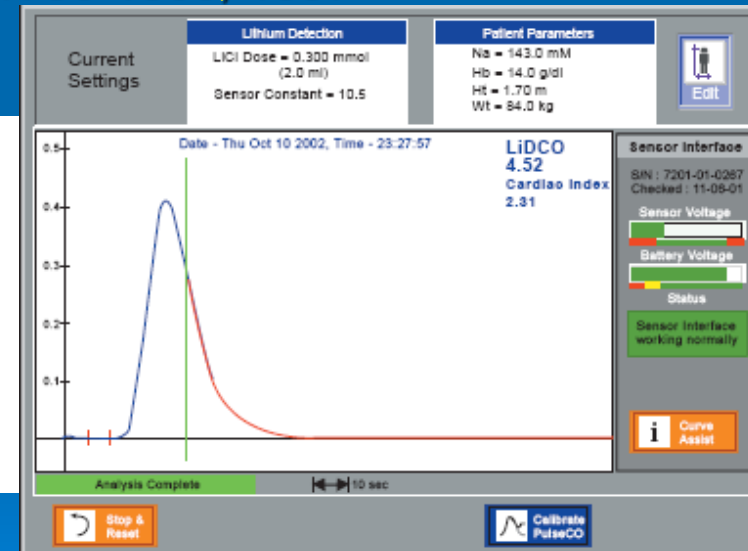 Current
Settings
Lithium Detection
LiCl Dose = 0.300 mmol
(2.0 ml)
Sensor Constant = 10.5
Patient Parameters
Na = 143.0 mM
Hb = 14.0 g/dl
Ht = 1.70 m
Wt = 84.0 kg
Edit
Date - Thu Oct 10 2002, Time - 23:27:57
LiDCO
4.52
Cardiac Index
2.31
0.5
0.4
0.3
0.2
0.1
Sensor Interface
S/N : 7201-01-0267
Checked : 11-06-01
Sensor Voltage
Battery Voltage
Status
Sensor Interface
working normally
i Curve
Assist
Analysis Complete
10 sec
Stop &
Reset
Calibrate
PulseCO